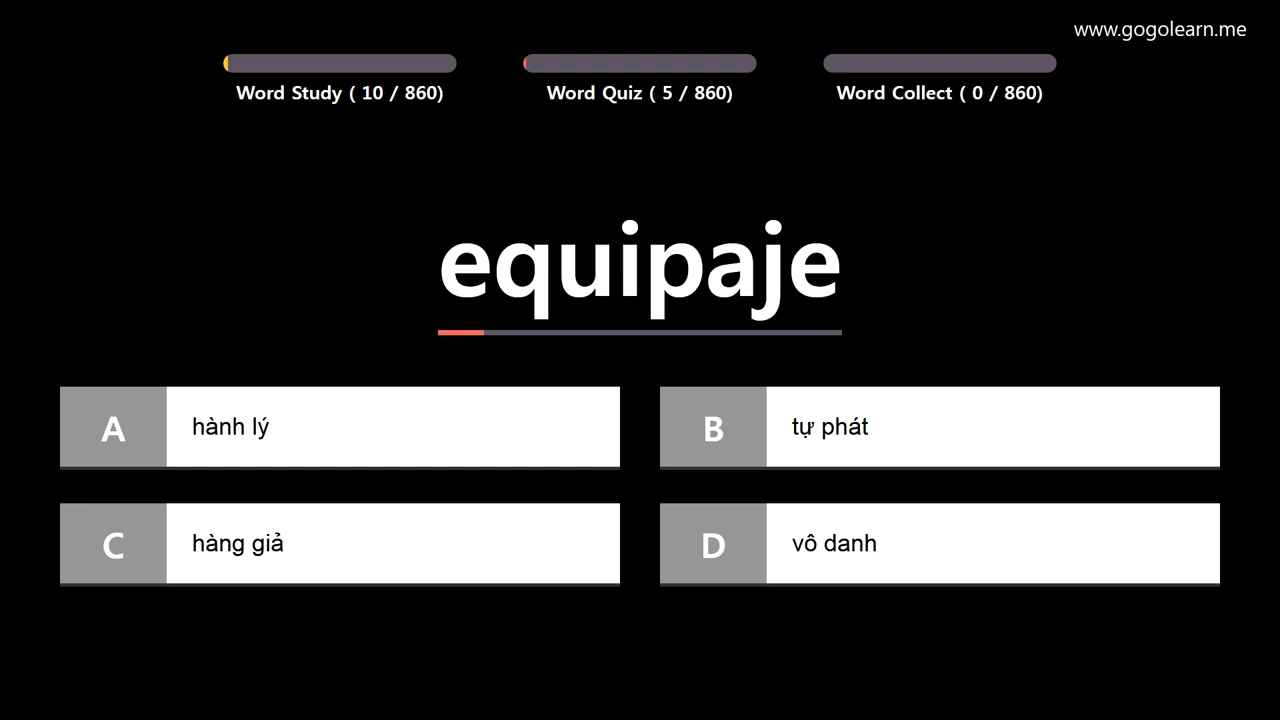 www.gogolearn.me
Word Study ( 10 / 860)
Word Quiz ( 5 / 860)
Word Collect ( 0 / 860)
equipaje
A hành lý
B tự phát
C hàng giả
D vô danh